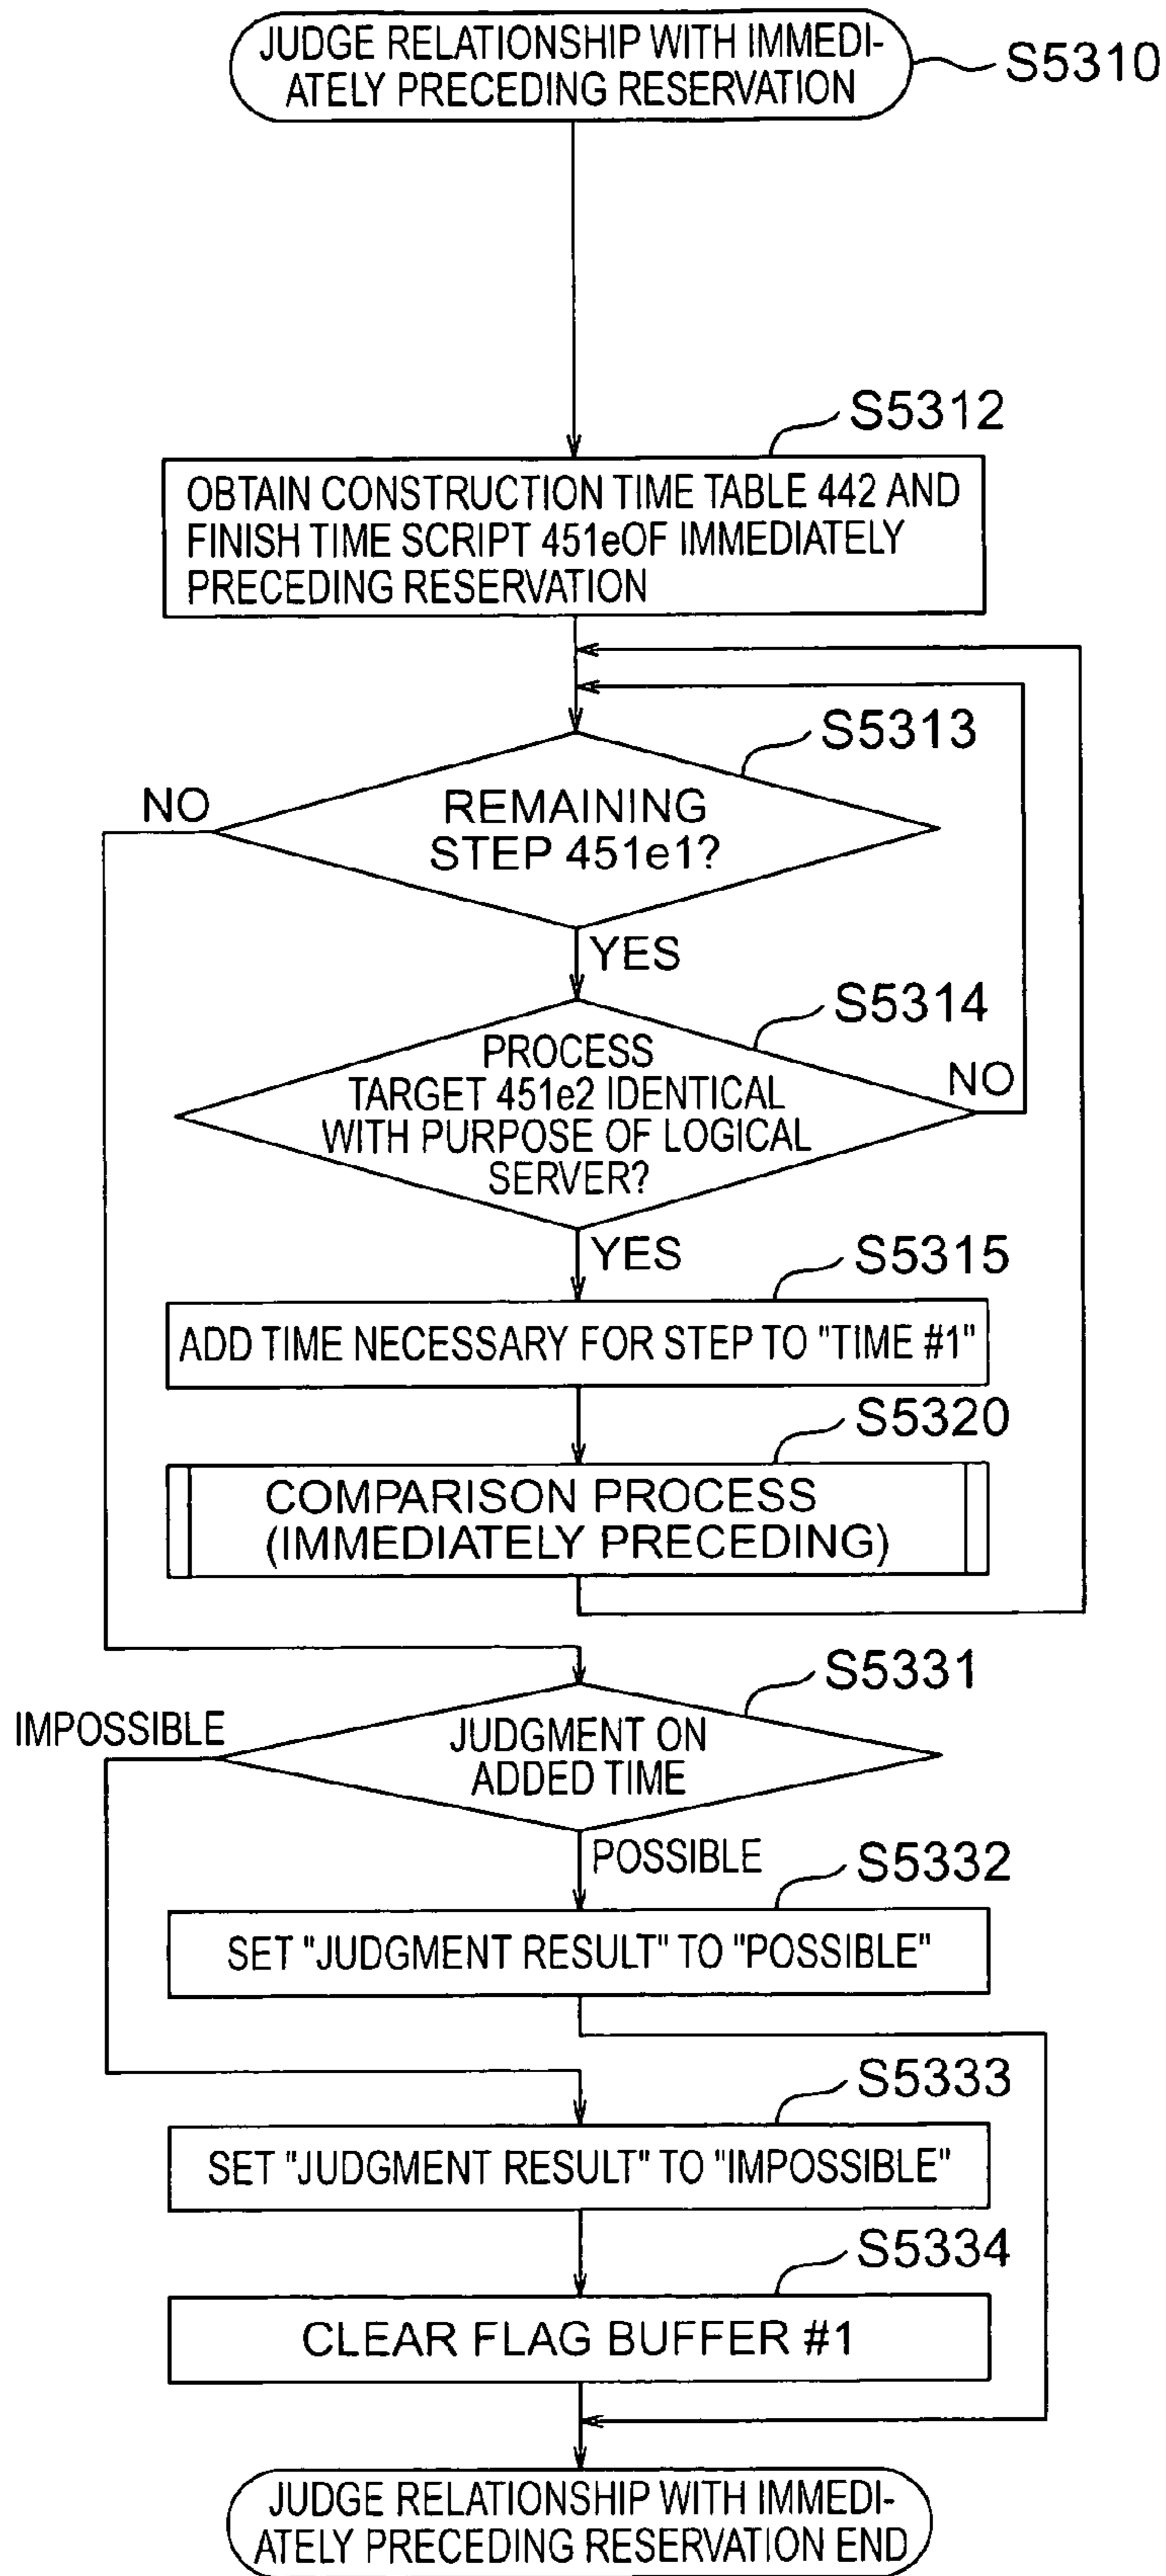 JUDGE RELATIONSHIP WITH IMMEDI-
ATELY PRECEDING RESERVATION
S5310
S5312
OBTAIN CONSTRUCTION TIME TABLE 442 AND
FINISH TIME SCRIPT 451eOF IMMEDIATELY
PRECEDING RESERVATION
S5313
NO
REMAINING
STEP 451e1?
YES
S5314
PROCESS
TARGET 451e2 IDENTICAL
WITH PURPOSE OF LOGICAL
SERVER?
NO
YES
S5315
ADD TIME NECESSARY FOR STEP TO "TIME #1"
S5320
COMPARISON PROCESS
(IMMEDIATELY PRECEDING)
S5331
IMPOSSIBLE
JUDGMENT ON
ADDED TIME
POSSIBLE
S5332
SET "JUDGMENT RESULT" TO "POSSIBLE"
S5333
SET "JUDGMENT RESULT" TO "IMPOSSIBLE"
S5334
CLEAR FLAG BUFFER #1
JUDGE RELATIONSHIP WITH IMMEDI-
ATELY PRECEDING RESERVATION END